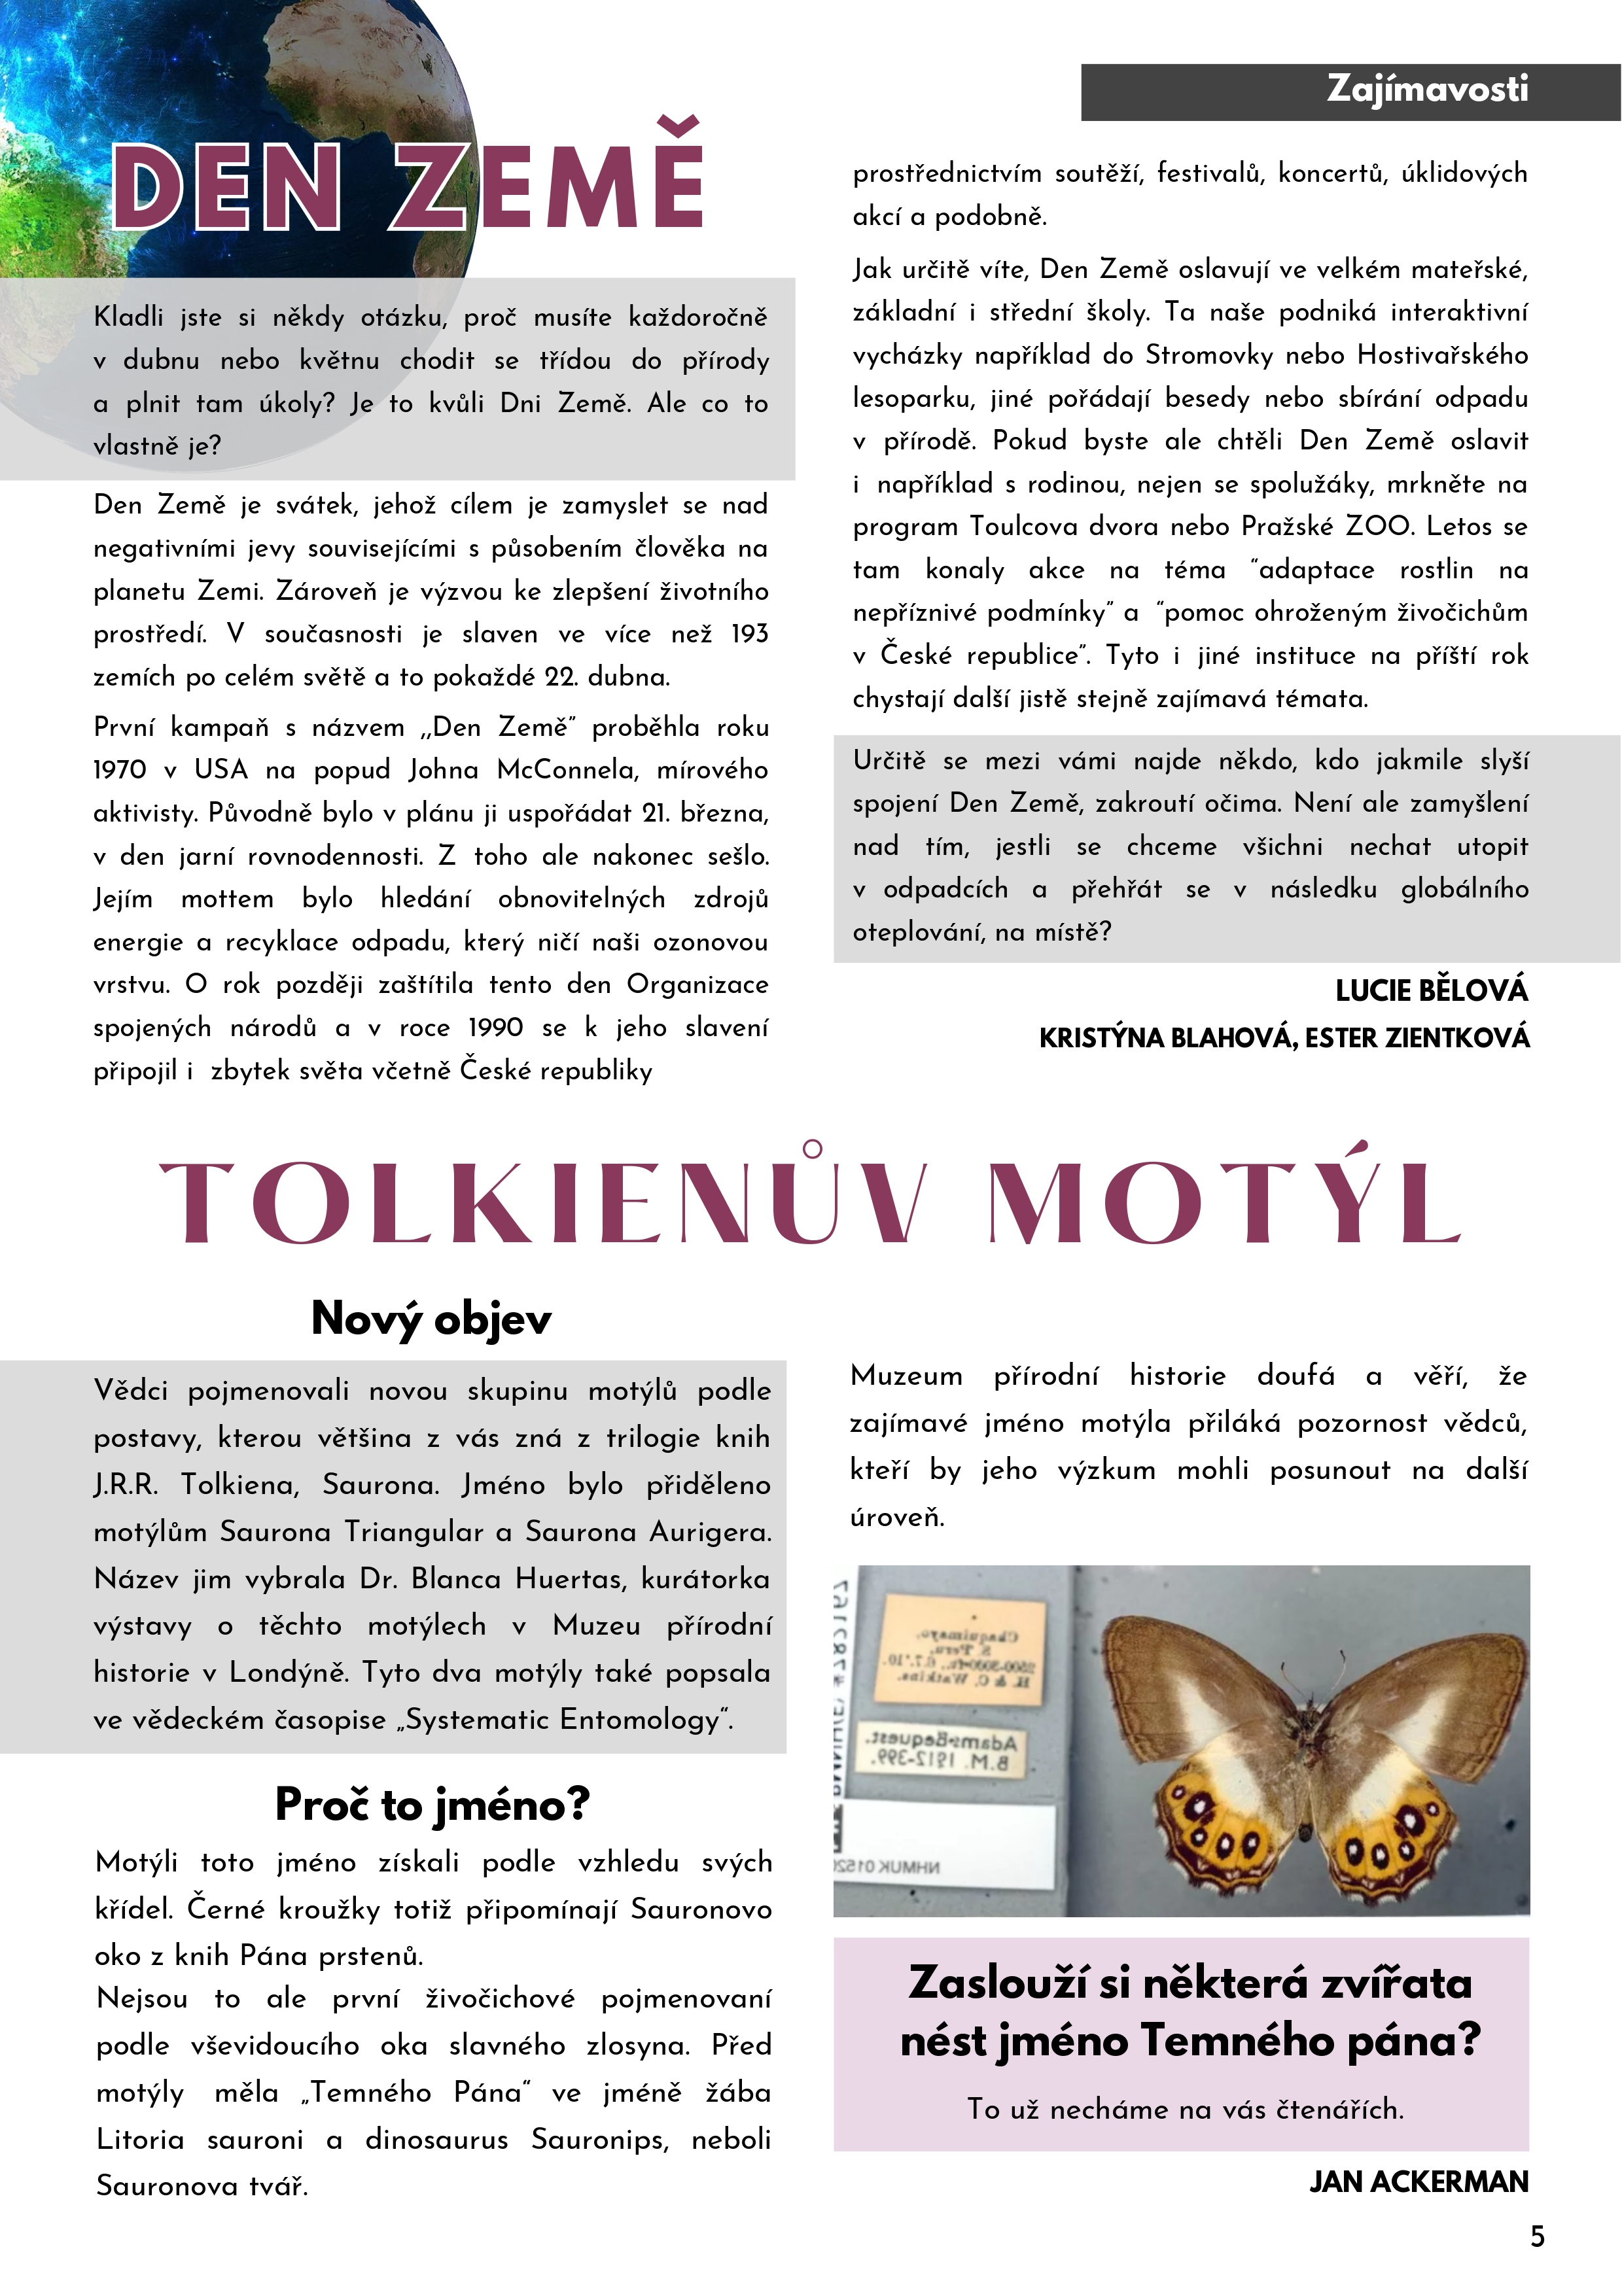 Zajímavosti
DEN ZEMĚ
Kladli jste si někdy otázku, proč musíte každoročně
v dubnu nebo květnu chodit se třídou do přírody
a plnit tam úkoly? Je to kvůli Dni Země. Ale co to
vlastně je?
Den Země je svátek, jehož cílem je zamyslet se nad
negativními jevy souvisejícími s působením člověka na
planetu Zemi. Zároveň je výzvou ke zlepšení životního
prostředí. V současnosti je slaven ve více než 193
zemích po celém světě a to pokaždé 22. dubna.
První kampaň s názvem ,,Den Země” proběhla roku
1970 v USA na popud Johna McConnela, mírového
aktivisty. Původně bylo v plánu ji uspořádat 21. března,
v den jarní rovnodennosti. Z toho ale nakonec sešlo.
Jejím mottem bylo hledání obnovitelných zdrojů
energie a recyklace odpadu, který ničí naši ozonovou
vrstvu. O rok později zaštítila tento den Organizace
spojených národů a v roce 1990 se k jeho slavení
připojil i zbytek světa včetně České republiky
prostřednictvím soutěží, festivalů, koncertů, úklidových
akcí a podobně.
Jak určitě víte, Den Země oslavují ve velkém mateřské,
základní i střední školy. Ta naše podniká interaktivní
vycházky například do Stromovky nebo Hostivařského
lesoparku, jiné pořádají besedy nebo sbírání odpadu
v přírodě. Pokud byste ale chtěli Den Země oslavit
i například s rodinou, nejen se spolužáky, mrkněte na
program Toulcova dvora nebo Pražské ZOO. Letos se
tam konaly akce na téma “adaptace rostlin na
nepříznivé podmínky” a “pomoc ohroženým živočichům
v České republice”. Tyto i jiné instituce na příští rok
chystají další jistě stejně zajímavá témata.
Určitě se mezi vámi najde někdo, kdo jakmile slyší
spojení Den Země, zakroutí očima. Není ale zamyšlení
nad tím, jestli se chceme všichni nechat utopit
v odpadcích a přehřát se v následku globálního
oteplování, na místě?
LUCIE BĚLOVÁ
KRISTÝNA BLAHOVÁ, ESTER ZIENTKOVÁ
TOLKIENŮV MOTÝL
Nový objev
Vědci pojmenovali novou skupinu motýlů podle
postavy, kterou většina z vás zná z trilogie knih
J.R.R. Tolkiena, Saurona. Jméno bylo přiděleno
motýlům Saurona Triangular a Saurona Aurigera.
Název jim vybrala Dr. Blanca Huertas, kurátorka
výstavy o těchto motýlech v Muzeu přírodní
historie v Londýně. Tyto dva motýly také popsala
ve vědeckém časopise „Systematic Entomology“.
Proč to jméno?
Motýli toto jméno získali podle vzhledu svých
křídel. Černé kroužky totiž připomínají Sauronovo
oko z knih Pána prstenů.
Nejsou to ale první živočichové pojmenovaní
podle vševidoucího oka slavného zlosyna. Před
motýly měla „Temného Pána“ ve jméně žába
Litoria sauroni a dinosaurus Sauronips, neboli
Sauronova tvář.
Muzeum přírodní historie doufá a věří, že
zajímavé jméno motýla přiláká pozornost vědců,
kteří by jeho výzkum mohli posunout na další
úroveň.
Chaquimayo,
S. Peru.
2500-3000ft., 6.7.'10.
H. & C. Watkins.
Adams Bequest.
B.M. 1912-399.
NHMUK 0152
Zaslouží si některá zvířata
nést jméno Temného pána?
To už necháme na vás čtenářích.
JAN ACKERMAN
5